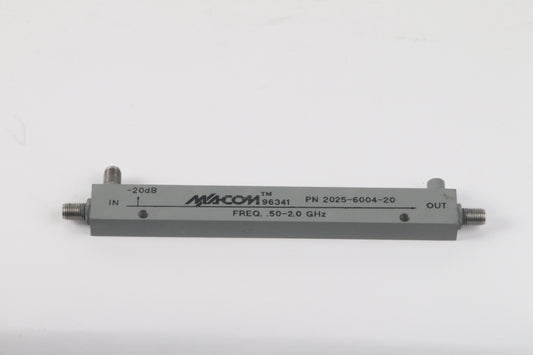 -20dB
IN M/A-COM™ 96341 PN 2025-6004-20 OUT
FREQ. .50-2.0 GHz